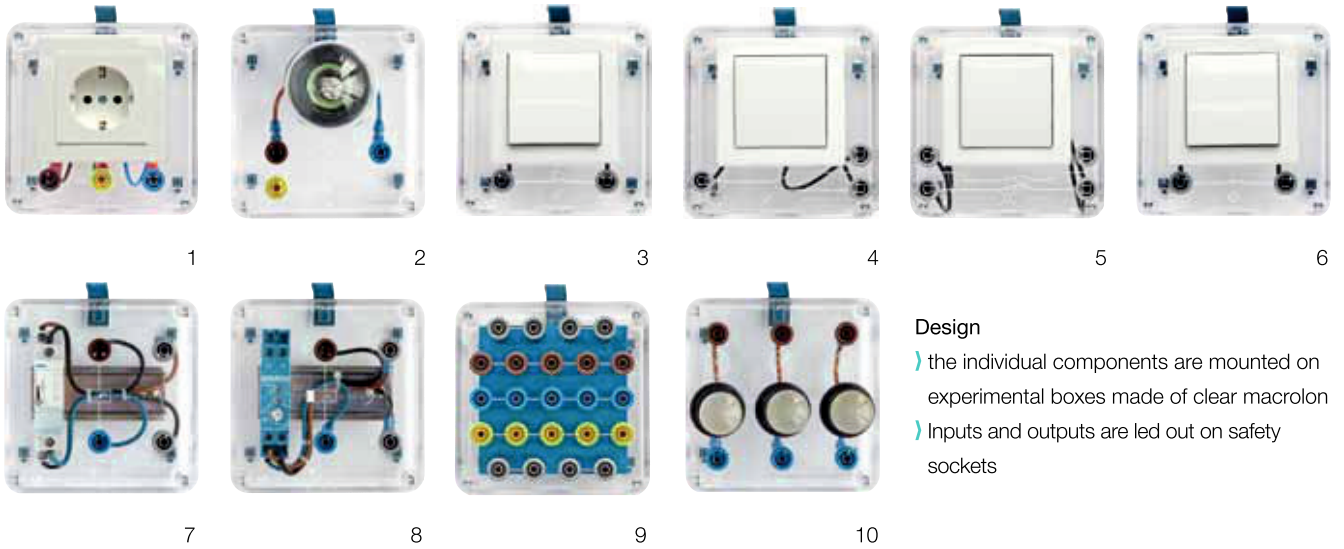 1
2
3
4
5
6
7
8
9
10
Design
⟩ the individual components are mounted on
experimental boxes made of clear macrolon
⟩ Inputs and outputs are led out on safety
sockets